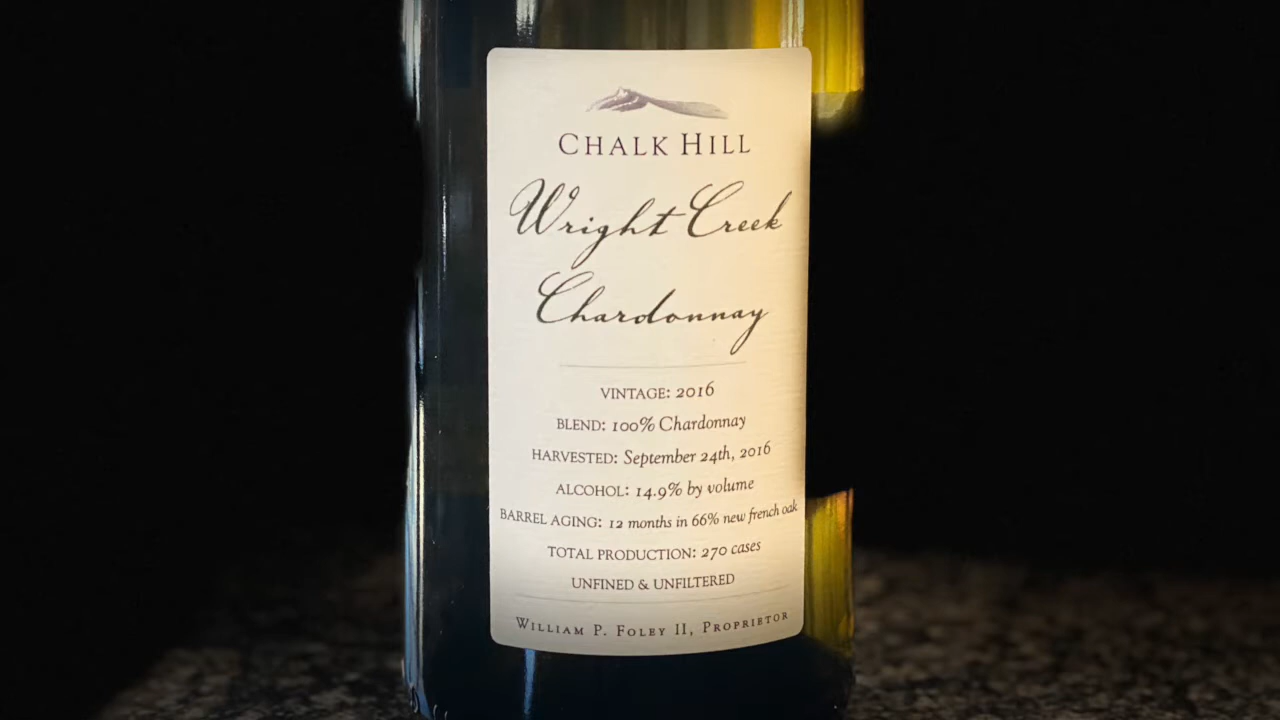 CHALK HILL
Wright Creek
Chardonnay
VINTAGE: 2016
BLEND: 100% Chardonnay
HARVESTED: September 24th, 2016
ALCOHOL: 14.9% by volume
BARREL AGING: 12 months in 66% new french oak
TOTAL PRODUCTION: 270 cases
UNFINED & UNFILTERED
WILLIAM P. FOLEY II, PROPRIETOR